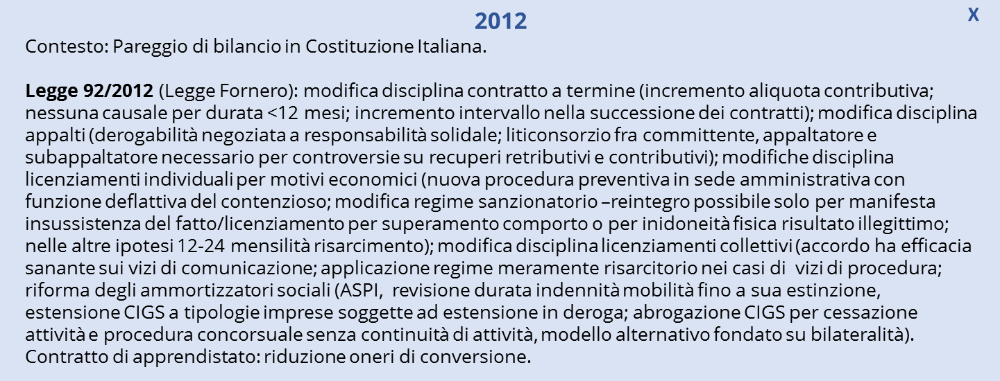 2012
X
Contesto: Pareggio di bilancio in Costituzione Italiana.
Legge 92/2012 (Legge Fornero): modifica disciplina contratto a termine (incremento aliquota contributiva;
nessuna causale per durata <12 mesi; incremento intervallo nella successione dei contratti); modifica disciplina
appalti (derogabilità negoziata a responsabilità solidale; liticonsorzio fra committente, appaltatore e
subappaltatore necessario per controversie su recuperi retributivi e contributivi); modifiche disciplina
licenziamenti individuali per motivi economici (nuova procedura preventiva in sede amministrativa con
funzione deflattiva del contenzioso; modifica regime sanzionatorio –reintegro possibile solo per manifesta
insussistenza del fatto/licenziamento per superamento comporto o per inidoneità fisica risultato illegittimo;
nelle altre ipotesi 12-24 mensilità risarcimento); modifica disciplina licenziamenti collettivi (accordo ha efficacia
sanante sui vizi di comunicazione; applicazione regime meramente risarcitorio nei casi di vizi di procedura;
riforma degli ammortizzatori sociali (ASPI, revisione durata indennità mobilità fino a sua estinzione,
estensione CIGS a tipologie imprese soggette ad estensione in deroga; abrogazione CIGS per cessazione
attività e procedura concorsuale senza continuità di attività, modello alternativo fondato su bilateralità).
Contratto di apprendistato: riduzione oneri di conversione.